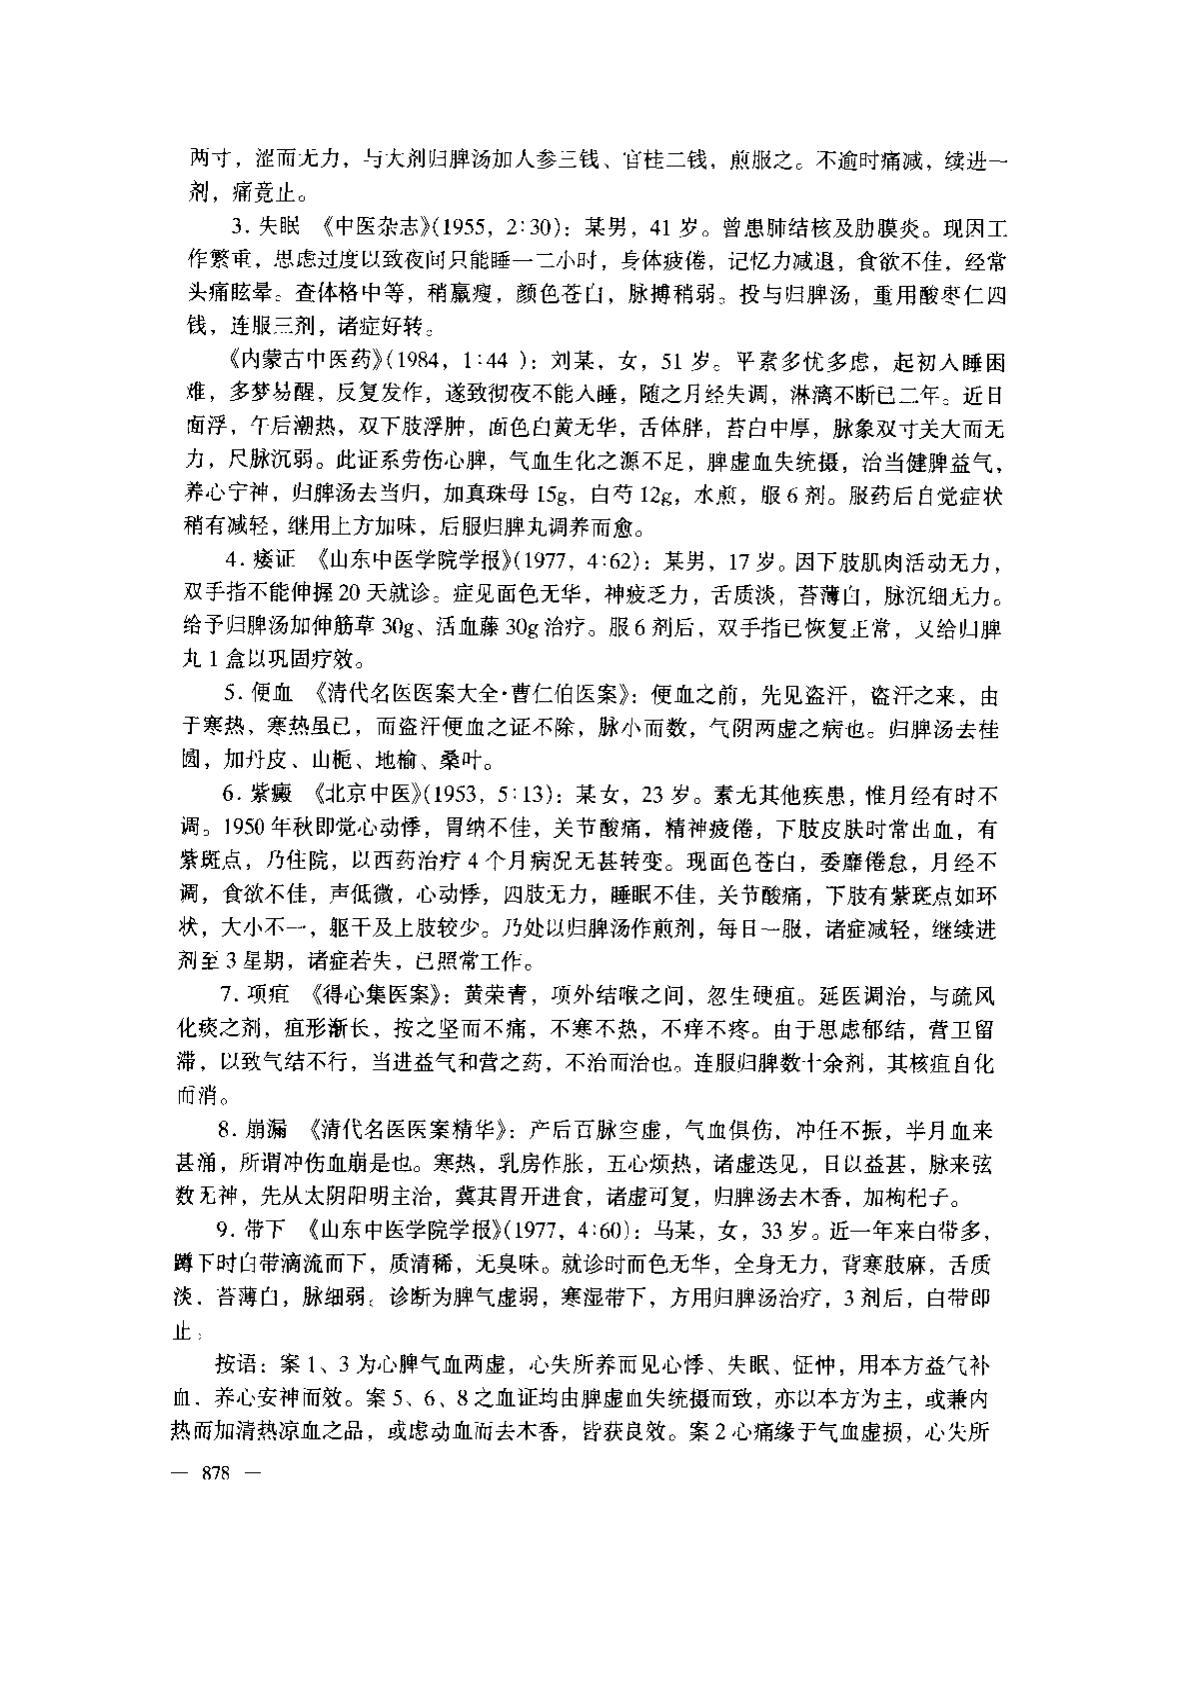 两寸，涩而无力，与大剂归脾汤加人参三钱、官桂二钱，煎服之。不逾时痛减，续进一
剂，痛竟止。
3. 失眠 《中医杂志》(1955，2:30)：某男，41 岁。曾患肺结核及肋膜炎。现因工
作繁重，思虑过度以致夜间只能睡一二小时，身体疲倦，记忆力减退，食欲不佳，经常
头痛眩晕。查体格中等，稍羸瘦，颜色苍白，脉搏稍弱。投与归脾汤，重用酸枣仁四
钱，连服三剂，诸症好转。
《内蒙古中医药》(1984，1:44 )：刘某，女，51 岁。平素多忧多虑，起初入睡困
难，多梦易醒，反复发作，遂致彻夜不能入睡，随之月经失调，淋漓不断已二年。近日
面浮，午后潮热，双下肢浮肿，面色白黄无华，舌体胖，苔白中厚，脉象双寸关大而无
力，尺脉沉弱。此证系劳伤心脾，气血生化之源不足，脾虚血失统摄，治当健脾益气，
养心宁神，归脾汤去当归，加真珠母 15g，白芍 12g，水煎，服 6 剂。服药后自觉症状
稍有减轻，继用上方加味，后服归脾丸调养而愈。
4. 痿证 《山东中医学院学报》(1977，4:62)：某男，17 岁。因下肢肌肉活动无力，
双手指不能伸握 20 天就诊。症见面色无华，神疲乏力，舌质淡，苔薄白，脉沉细无力。
给予归脾汤加伸筋草 30g、活血藤 30g 治疗。服 6 剂后，双手指已恢复正常，又给归脾
丸 1 盒以巩固疗效。
5. 便血 《清代名医医案大全·曹仁伯医案》：便血之前，先见盗汗，盗汗之来，由
于寒热，寒热虽已，而盗汗便血之证不除，脉小而数，气阴两虚之病也。归脾汤去桂
圆，加丹皮、山栀、地榆、桑叶。
6. 紫癜 《北京中医》(1953，5:13)：某女，23 岁。素无其他疾患，惟月经有时不
调。1950 年秋即觉心动悸，胃纳不佳，关节酸痛，精神疲倦，下肢皮肤时常出血，有
紫斑点，乃住院，以西药治疗 4 个月病况无甚转变。现面色苍白，委靡倦怠，月经不
调，食欲不佳，声低微，心动悸，四肢无力，睡眠不佳，关节酸痛，下肢有紫斑点如环
状，大小不一，躯干及上肢较少。乃处以归脾汤作煎剂，每日一服，诸症减轻，继续进
剂至 3 星期，诸症若失，已照常工作。
7. 项疽 《得心集医案》：黄荣青，项外结喉之间，忽生硬疽。延医调治，与疏风
化痰之剂，疽形渐长，按之坚而不痛，不寒不热，不痒不疼。由于思虑郁结，营卫留
滞，以致气结不行，当进益气和营之药，不治而治也。连服归脾数十余剂，其核疽自化
而消。
8. 崩漏 《清代名医医案精华》：产后百脉空虚，气血俱伤，冲任不振，半月血来
甚涌，所谓冲伤血崩是也。寒热，乳房作胀，五心烦热，诸虚迭见，日以益甚，脉来弦
数无神，先从太阴阳明主治，冀其胃开进食，诸虚可复，归脾汤去木香，加枸杞子。
9. 带下 《山东中医学院学报》(1977，4:60)：马某，女，33 岁。近一年来白带多，
蹲下时白带滴流而下，质清稀，无臭味。就诊时面色无华，全身无力，背寒肢麻，舌质
淡，苔薄白，脉细弱。诊断为脾气虚弱，寒湿带下，方用归脾汤治疗，3 剂后，白带即
止。
按语：案 1、3 为心脾气血两虚，心失所养而见心悸、失眠、怔忡，用本方益气补
血，养心安神而效。案 5、6、8 之血证均由脾虚血失统摄而致，亦以本方为主，或兼内
热而加清热凉血之品，或虑动血而去木香，皆获良效。案 2 心痛缘于气血虚损，心失所
— 878 —